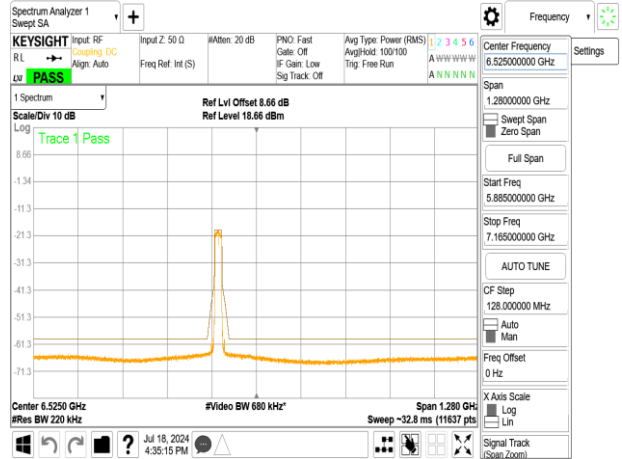 Spectrum Analyzer 1
Swept SA
KEYSIGHT
RL
LXI
PASS
Input: RF
Coupling: DC
Align: Auto
Input Z: 50 Ω
Freq Ref: Int (S)
#Atten: 20 dB
PNO: Fast
Gate: Off
IF Gain: Low
Sig Track: Off
Avg Type: Power (RMS)
Avg|Hold: 100/100
Trig: Free Run
1 2 3 4 5 6
A W W W W W
A N N N N N
1 Spectrum
Scale/Div 10 dB
Ref Lvl Offset 8.66 dB
Ref Level 18.66 dBm
Log
Trace 1 Pass
8.66
-1.34
-11.3
-21.3
-31.3
-41.3
-51.3
-61.3
-71.3
Center 6.5250 GHz
#Video BW 680 kHz*
Span 1.280 GHz
#Res BW 220 kHz
Sweep ~32.8 ms (11637 pts
Jul 18, 2024
4:35:15 PM
Frequency
Settings
Center Frequency
6.525000000 GHz
Span
1.28000000 GHz
Swept Span
Zero Span
Full Span
Start Freq
5.885000000 GHz
Stop Freq
7.165000000 GHz
AUTO TUNE
CF Step
128.000000 MHz
Auto
Man
Freq Offset
0 Hz
X Axis Scale
Log
Lin
Signal Track
(Span Zoom)